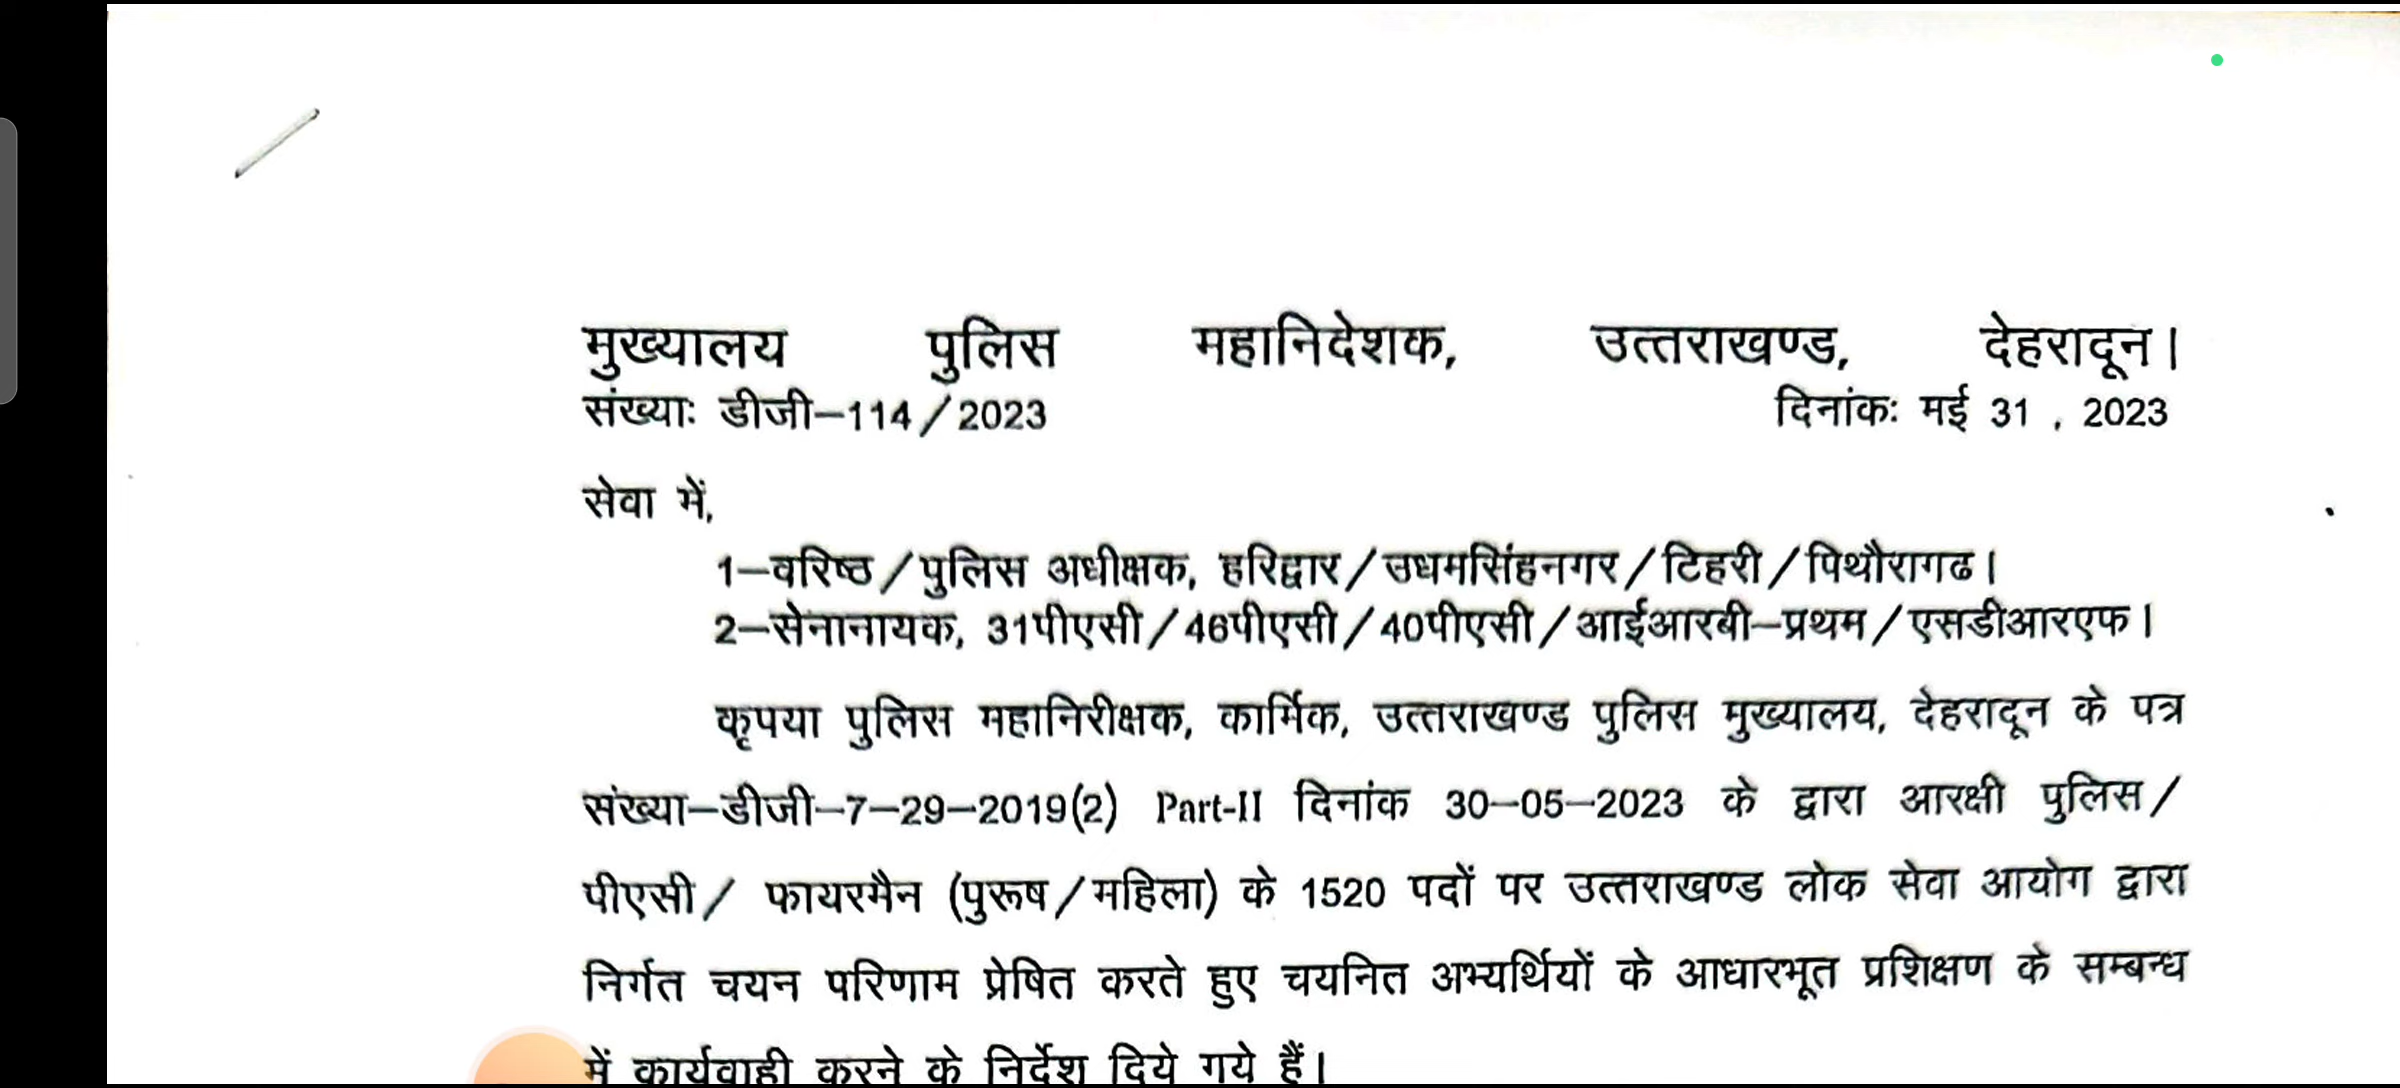 मुख्यालय पुलिस महानिदेशक, उत्तराखण्ड, देहरादून।
संख्याः डीजी–114/2023 दिनांकः मई 31 , 2023
सेवा में,
1–वरिष्ठ/पुलिस अधीक्षक, हरिद्वार/उधमसिंहनगर/टिहरी/पिथौरागढ।
2–सेनानायक, 31पीएसी/46पीएसी/40पीएसी/आईआरबी–प्रथम/एसडीआरएफ।
कृपया पुलिस महानिरीक्षक, कार्मिक, उत्तराखण्ड पुलिस मुख्यालय, देहरादून के पत्र
संख्या–डीजी–7–29–2019(2) Part-II दिनांक 30–05–2023 के द्वारा आरक्षी पुलिस/
पीएसी/ फायरमैन (पुरूष/महिला) के 1520 पदों पर उत्तराखण्ड लोक सेवा आयोग द्वारा
निर्गत चयन परिणाम प्रेषित करते हुए चयनित अभ्यर्थियों के आधारभूत प्रशिक्षण के सम्बन्ध
में कार्यवाही करने के निर्देश दिये गये हैं।